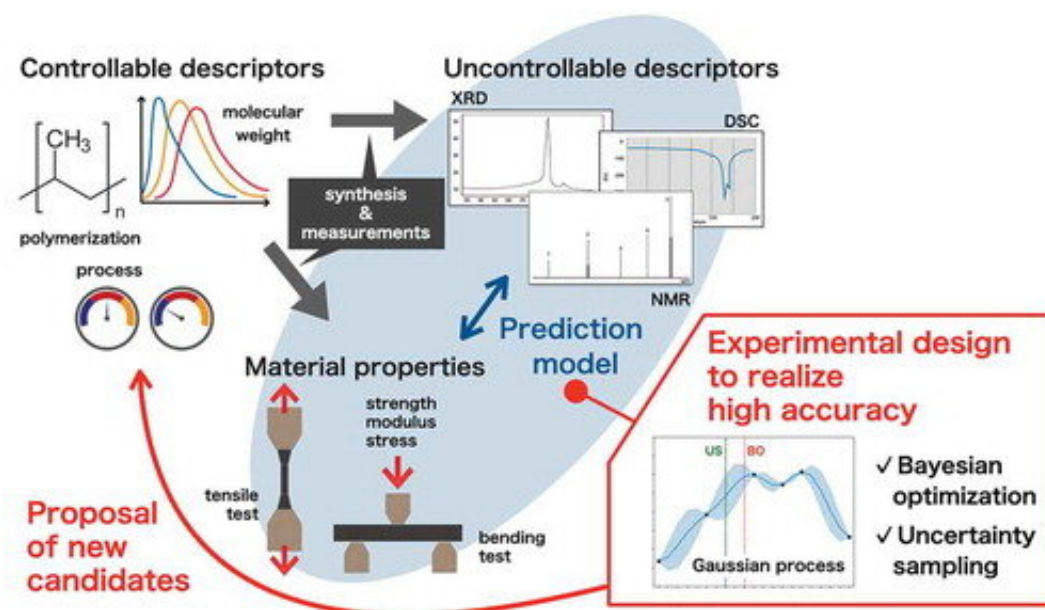 Controllable descriptors
molecular
weight
CH3
n
polymerization
process
Uncontrollable descriptors
XRD
DSC
NMR
synthesis
&
measurements
Prediction
model
Material properties
strength
modulus
stress
tensile
test
bending
test
Experimental design
to realize
high accuracy
US
BO
Gaussian process
✓ Bayesian
optimization
✓ Uncertainty
sampling
Proposal
of new
candidates